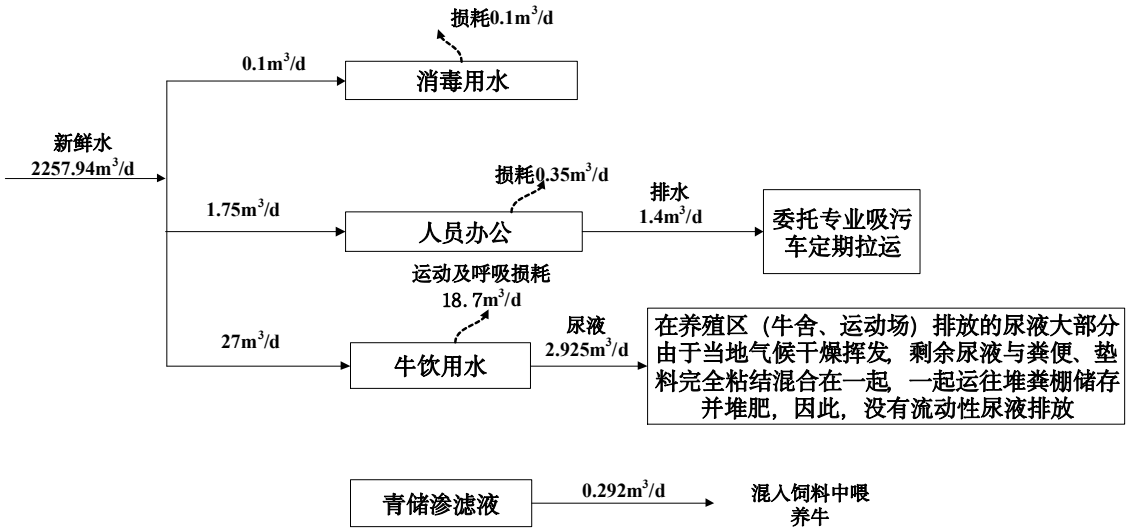 损耗0.1m³/d
0.1m³/d
消毒用水
新鲜水
2257.94m³/d
损耗0.35m³/d
1.75m³/d
人员办公
排水
1.4m³/d
委托专业吸污
车定期拉运
运动及呼吸损耗
18.7m³/d
27m³/d
牛饮用水
尿液
2.925m³/d
在养殖区（牛舍、运动场）排放的尿液大部分
由于当地气候干燥挥发，剩余尿液与粪便、垫
料完全粘结混合在一起，一起运往堆粪棚储存
并堆肥，因此，没有流动性尿液排放
青储渗滤液
0.292m³/d
混入饲料中喂
养牛